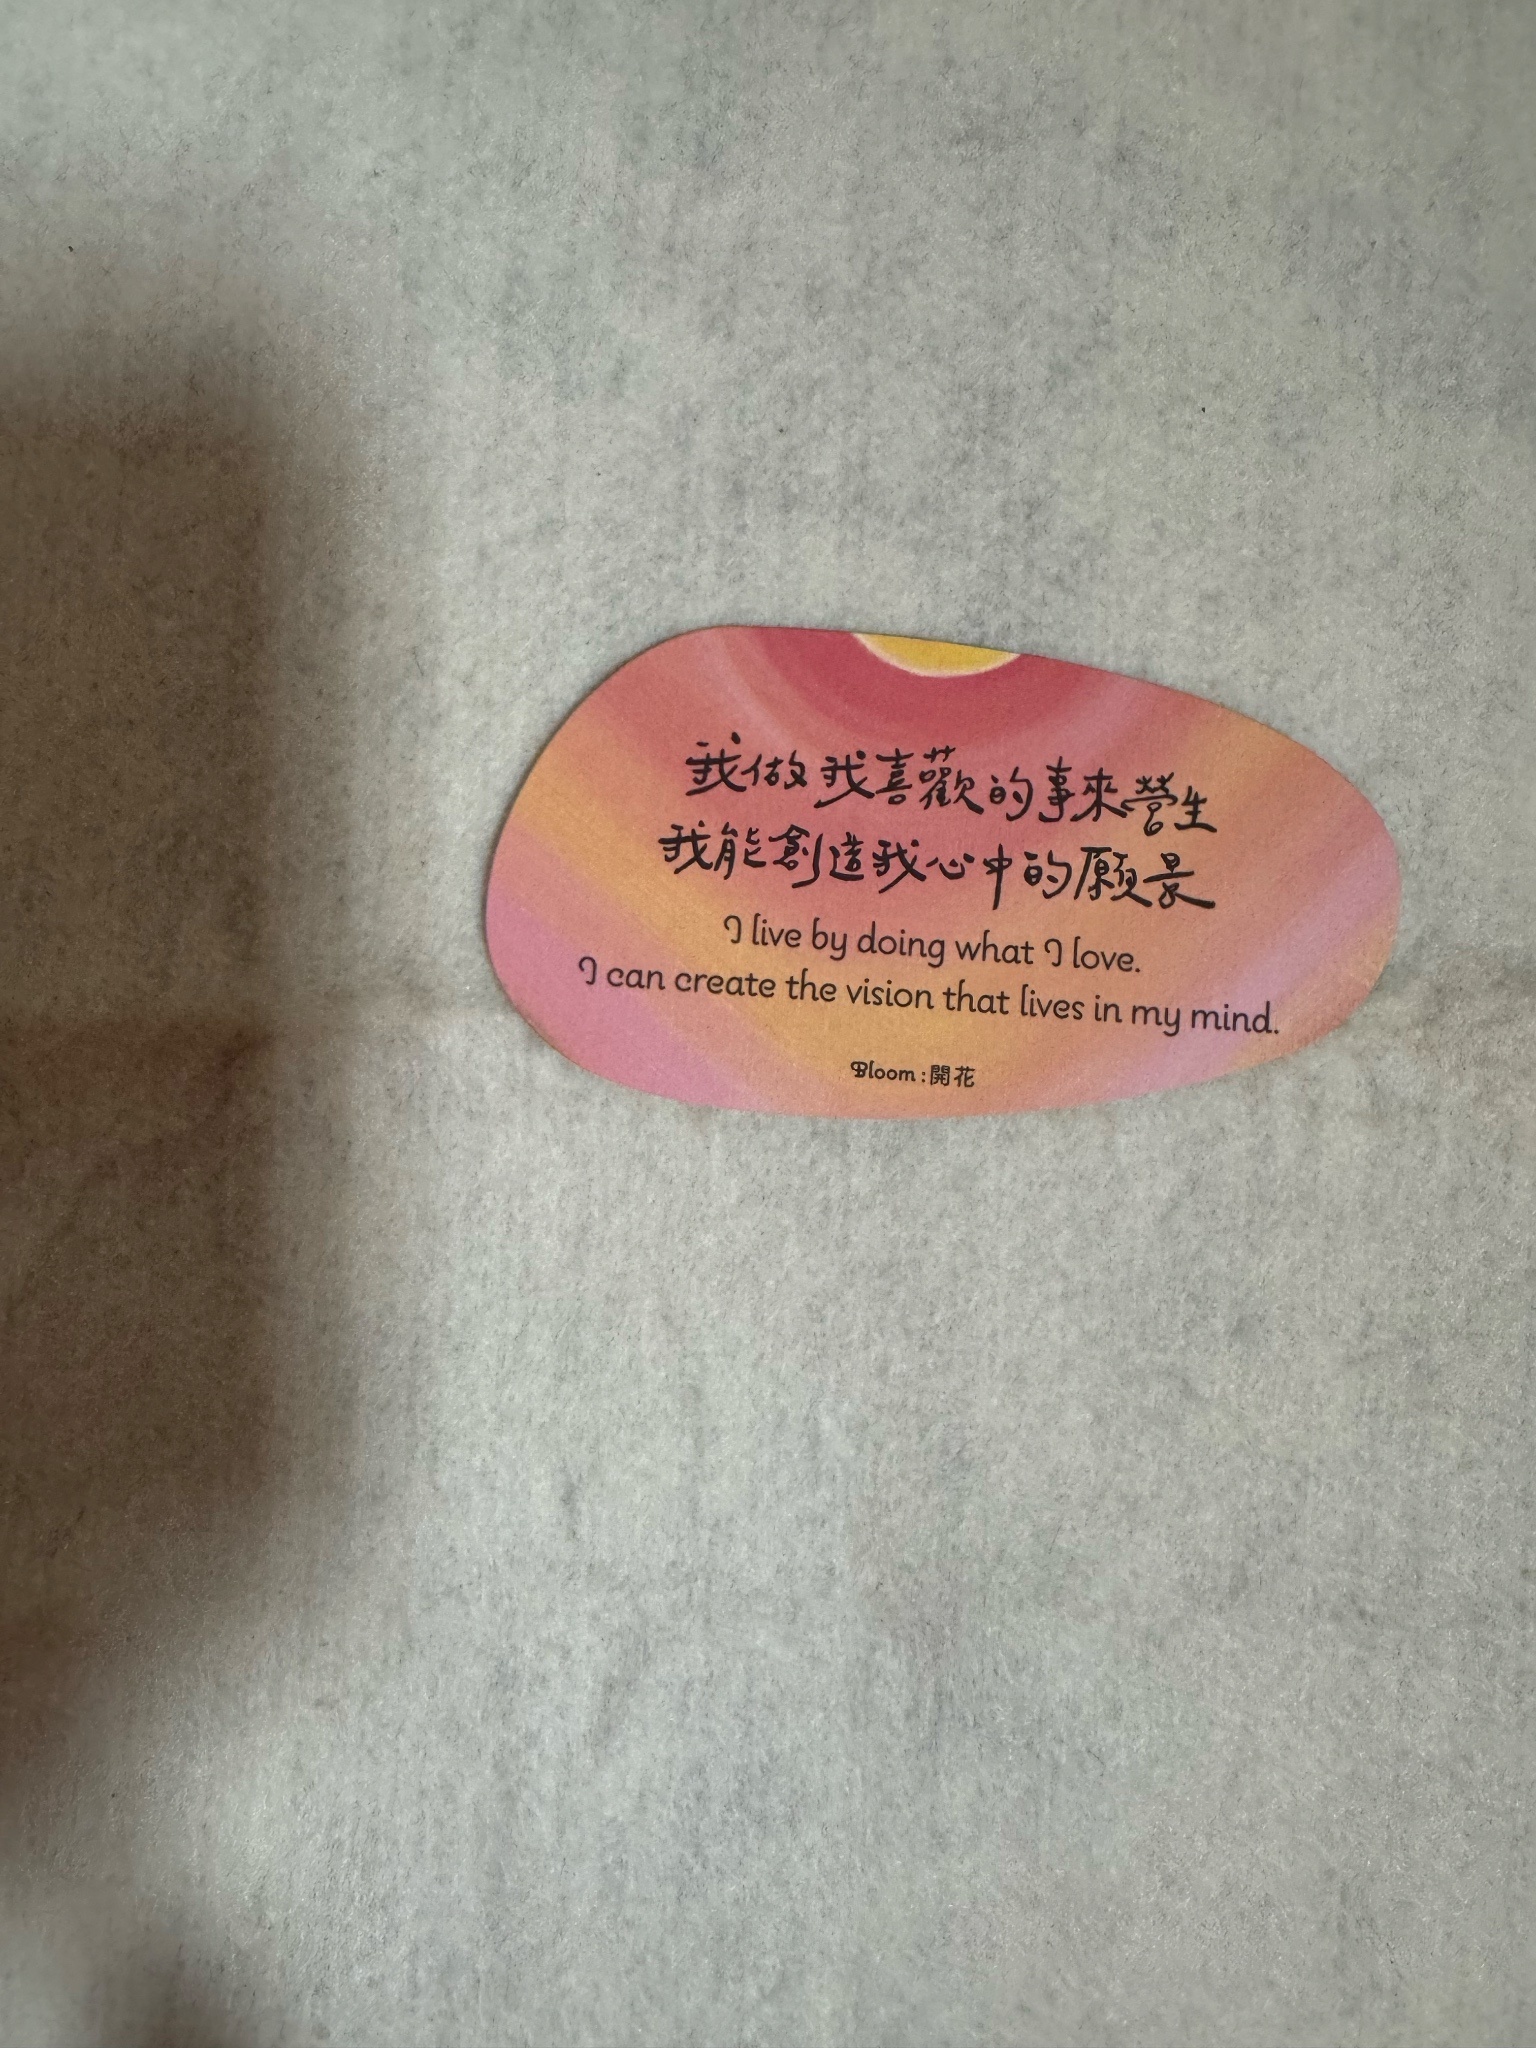 我做我喜歡的事來營生
我能創造我心中的願景
I live by doing what I love.
I can create the vision that lives in my mind.
Bloom:開花